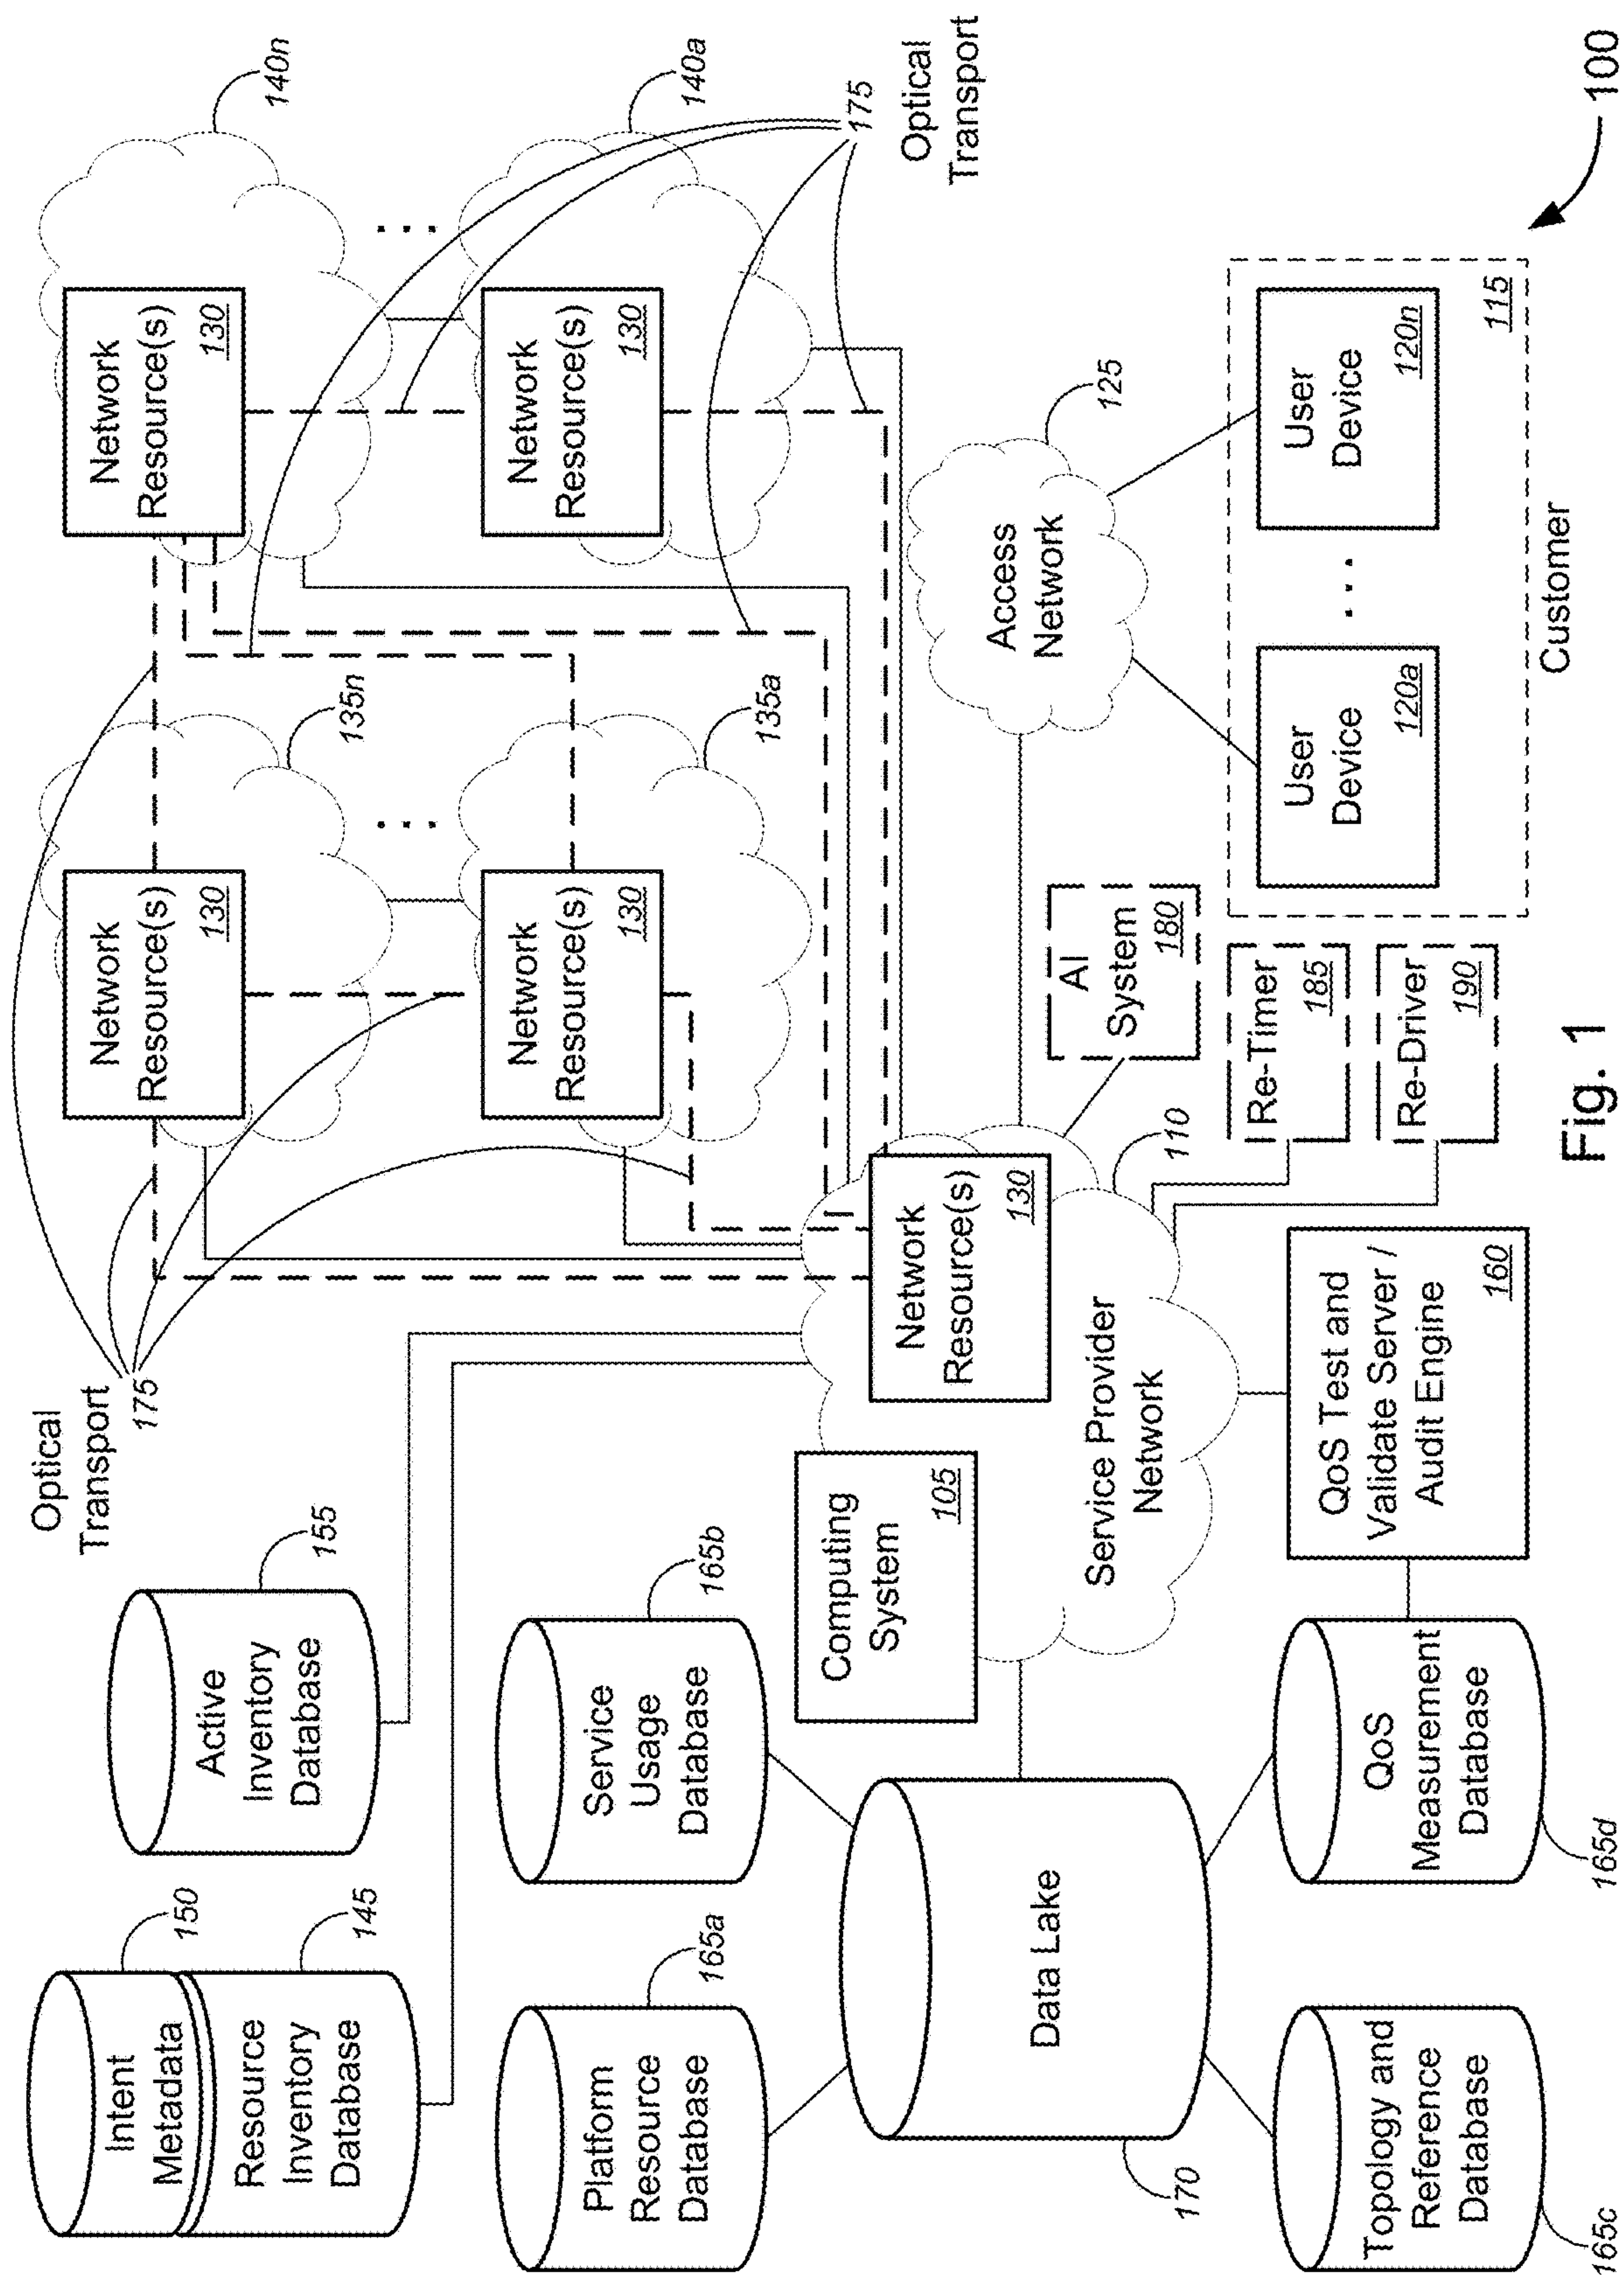 Intent
Metadata
150
Resource
Inventory
Database
145
Active
Inventory
Database
155
Optical
Transport
175
Network
Resource(s)
130
135n
Network
Resource(s)
130
140n
. . .
. . .
Platform
Resource
Database
165a
Service
Usage
Database
165b
Network
Resource(s)
130
135a
Network
Resource(s)
130
140a
175
Optical
Transport
Computing
System
105
Network
Resource(s)
130
Data Lake
170
Service Provider
Network
110
Access
Network
125
AI
System
180
Topology and
Reference
Database
165c
QoS
Measurement
Database
165d
QoS Test and
Validate Server /
Audit Engine
160
Re-Timer
185
Re-Driver
190
User
Device
120a
. . .
User
Device
120n
115
Customer
100
Fig. 1